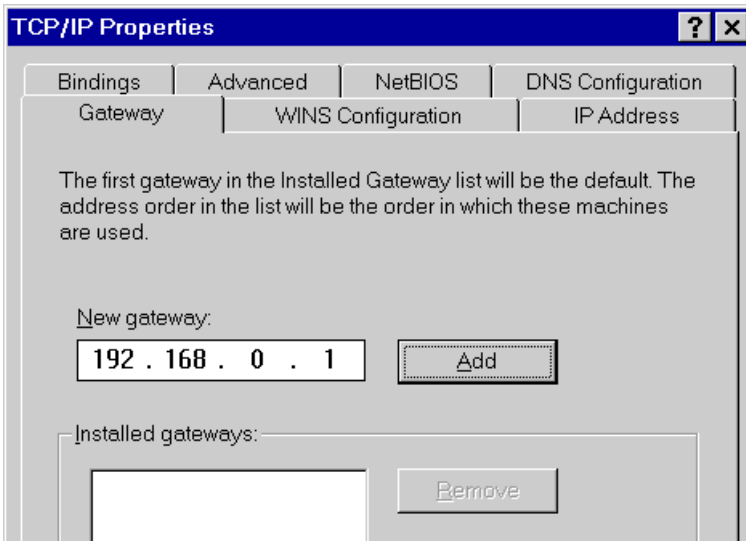 TCP/IP Properties
? ×
Bindings Advanced NetBIOS DNS Configuration
Gateway WINS Configuration IP Address
The first gateway in the Installed Gateway list will be the default. The
address order in the list will be the order in which these machines
are used.
New gateway:
192 . 168 . 0 . 1 Add
Installed gateways:
Remove